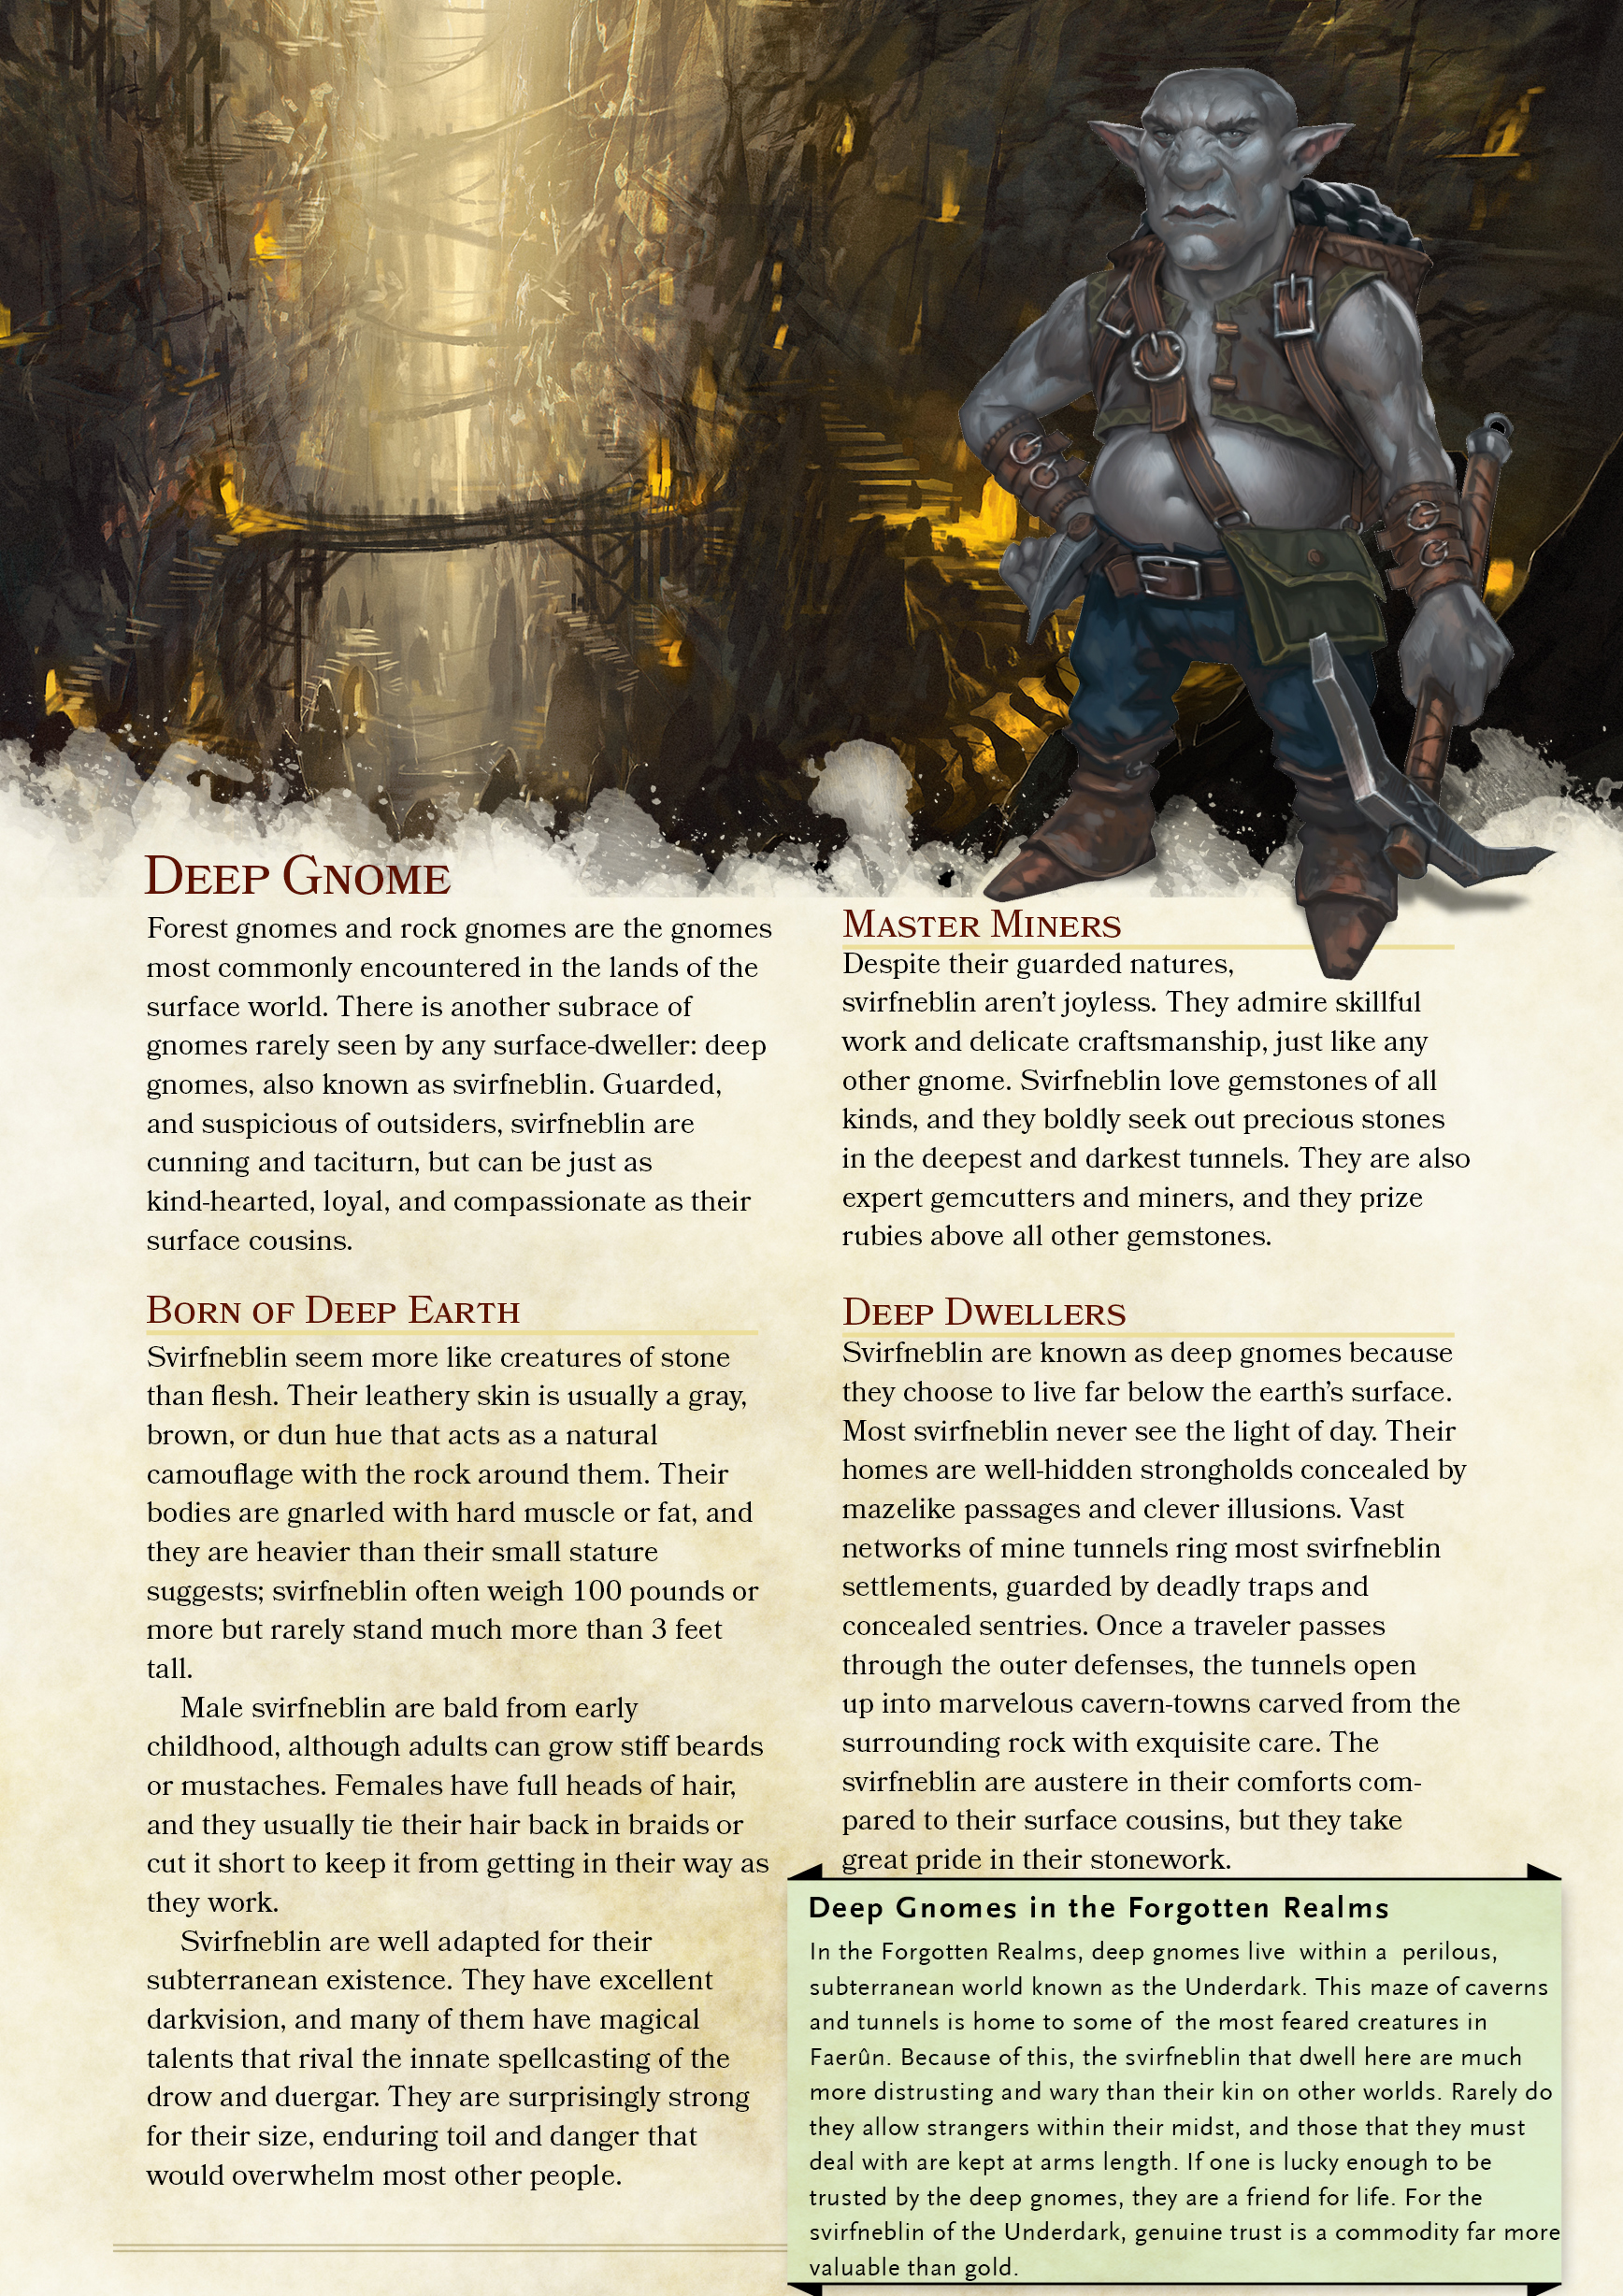 Deep Gnome
Forest gnomes and rock gnomes are the gnomes
most commonly encountered in the lands of the
surface world. There is another subrace of
gnomes rarely seen by any surface-dweller: deep
gnomes, also known as svirfneblin. Guarded,
and suspicious of outsiders, svirfneblin are
cunning and taciturn, but can be just as
kind-hearted, loyal, and compassionate as their
surface cousins.
Born of Deep Earth
Svirfneblin seem more like creatures of stone
than flesh. Their leathery skin is usually a gray,
brown, or dun hue that acts as a natural
camouflage with the rock around them. Their
bodies are gnarled with hard muscle or fat, and
they are heavier than their small stature
suggests; svirfneblin often weigh 100 pounds or
more but rarely stand much more than 3 feet
tall.
Male svirfneblin are bald from early
childhood, although adults can grow stiff beards
or mustaches. Females have full heads of hair,
and they usually tie their hair back in braids or
cut it short to keep it from getting in their way as
they work.
Svirfneblin are well adapted for their
subterranean existence. They have excellent
darkvision, and many of them have magical
talents that rival the innate spellcasting of the
drow and duergar. They are surprisingly strong
for their size, enduring toil and danger that
would overwhelm most other people.
Master Miners
Despite their guarded natures,
svirfneblin aren't joyless. They admire skillful
work and delicate craftsmanship, just like any
other gnome. Svirfneblin love gemstones of all
kinds, and they boldly seek out precious stones
in the deepest and darkest tunnels. They are also
expert gemcutters and miners, and they prize
rubies above all other gemstones.
Deep Dwellers
Svirfneblin are known as deep gnomes because
they choose to live far below the earth's surface.
Most svirfneblin never see the light of day. Their
homes are well-hidden strongholds concealed by
mazelike passages and clever illusions. Vast
networks of mine tunnels ring most svirfneblin
settlements, guarded by deadly traps and
concealed sentries. Once a traveler passes
through the outer defenses, the tunnels open
up into marvelous cavern-towns carved from the
surrounding rock with exquisite care. The
svirfneblin are austere in their comforts com-
pared to their surface cousins, but they take
great pride in their stonework.
Deep Gnomes in the Forgotten Realms
In the Forgotten Realms, deep gnomes live within a perilous,
subterranean world known as the Underdark. This maze of caverns
and tunnels is home to some of the most feared creatures in
Faerûn. Because of this, the svirfneblin that dwell here are much
more distrusting and wary than their kin on other worlds. Rarely do
they allow strangers within their midst, and those that they must
deal with are kept at arms length. If one is lucky enough to be
trusted by the deep gnomes, they are a friend for life. For the
svirfneblin of the Underdark, genuine trust is a commodity far more
valuable than gold.